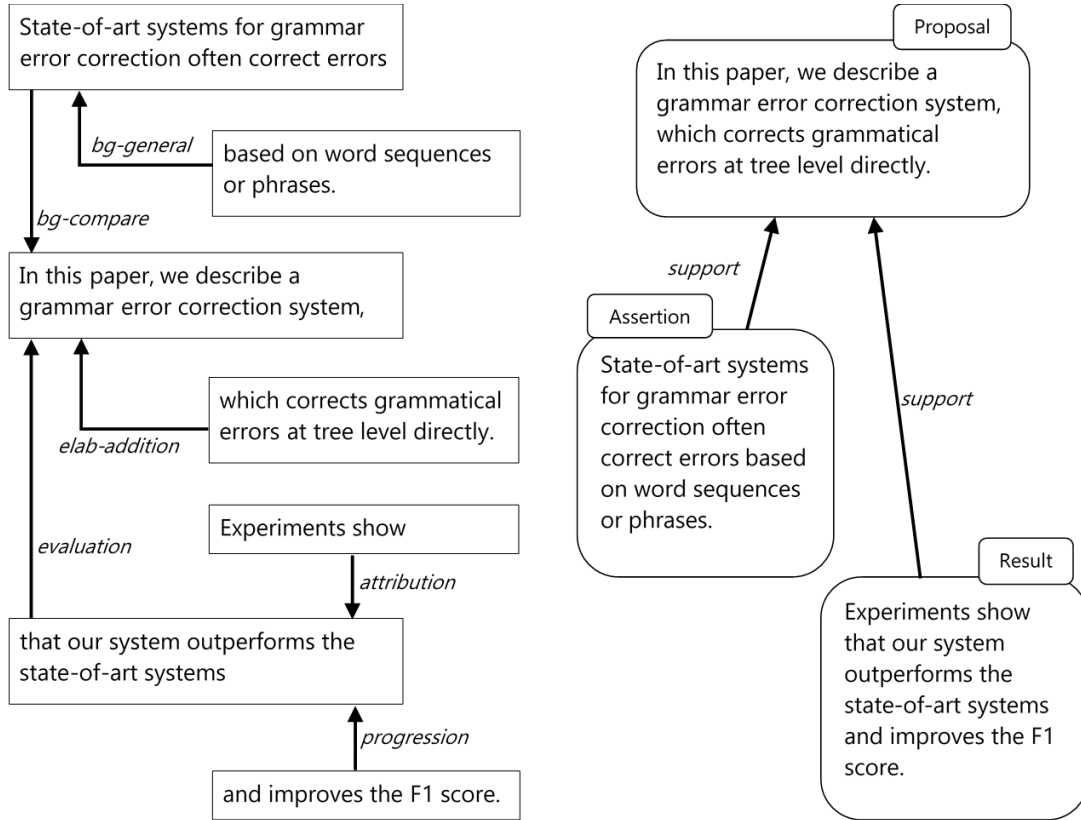 State-of-art systems for grammar
error correction often correct errors
bg-general
based on word sequences
or phrases.
bg-compare
In this paper, we describe a
grammar error correction system,
which corrects grammatical
errors at tree level directly.
elab-addition
Experiments show
evaluation
attribution
that our system outperforms the
state-of-art systems
progression
and improves the F1 score.
Proposal
In this paper, we describe a
grammar error correction system,
which corrects grammatical
errors at tree level directly.
support
Assertion
State-of-art systems
for grammar error
correction often
correct errors based
on word sequences
or phrases.
support
Result
Experiments show
that our system
outperforms the
state-of-art systems
and improves the F1
score.